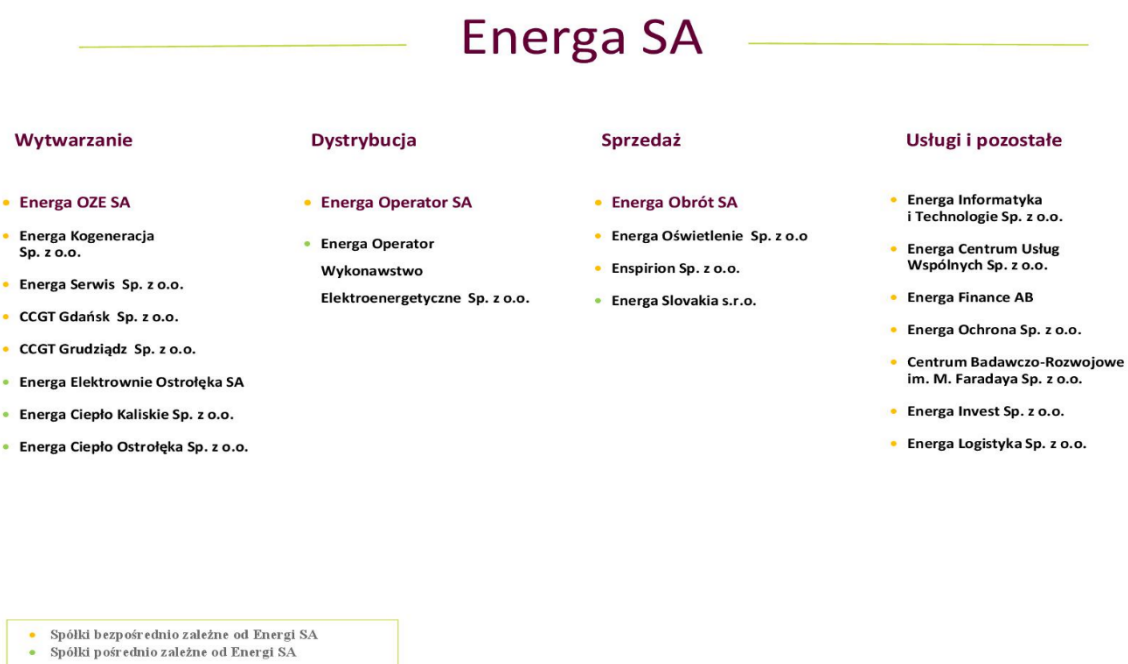 Energa SA
Wytwarzanie
Energa OZE SA
Energa Kogeneracja
Sp. z o.o.
Energa Serwis Sp. z o.o.
CCGT Gdańsk Sp. z o.o.
CCGT Grudziądz Sp. z o.o.
Energa Elektrownie Ostrołęka SA
Energa Ciepło Kaliskie Sp. z o.o.
Energa Ciepło Ostrołęka Sp. z o.o.
Dystrybucja
Energa Operator SA
Energa Operator
Wykonawstwo
Elektroenergetyczne Sp. z o.o.
Sprzedaż
Energa Obrót SA
Energa Oświetlenie Sp. z o.o
Enspirion Sp. z o.o.
Energa Slovakia s.r.o.
Usługi i pozostałe
Energa Informatyka
i Technologie Sp. z o.o.
Energa Centrum Usług
Wspólnych Sp. z o.o.
Energa Finance AB
Energa Ochrona Sp. z o.o.
Centrum Badawczo-Rozwojowe
im. M. Faradaya Sp. z o.o.
Energa Invest Sp. z o.o.
Energa Logistyka Sp. z o.o.
Spółki bezpośrednio zależne od Energi SA
Spółki pośrednio zależne od Energi SA